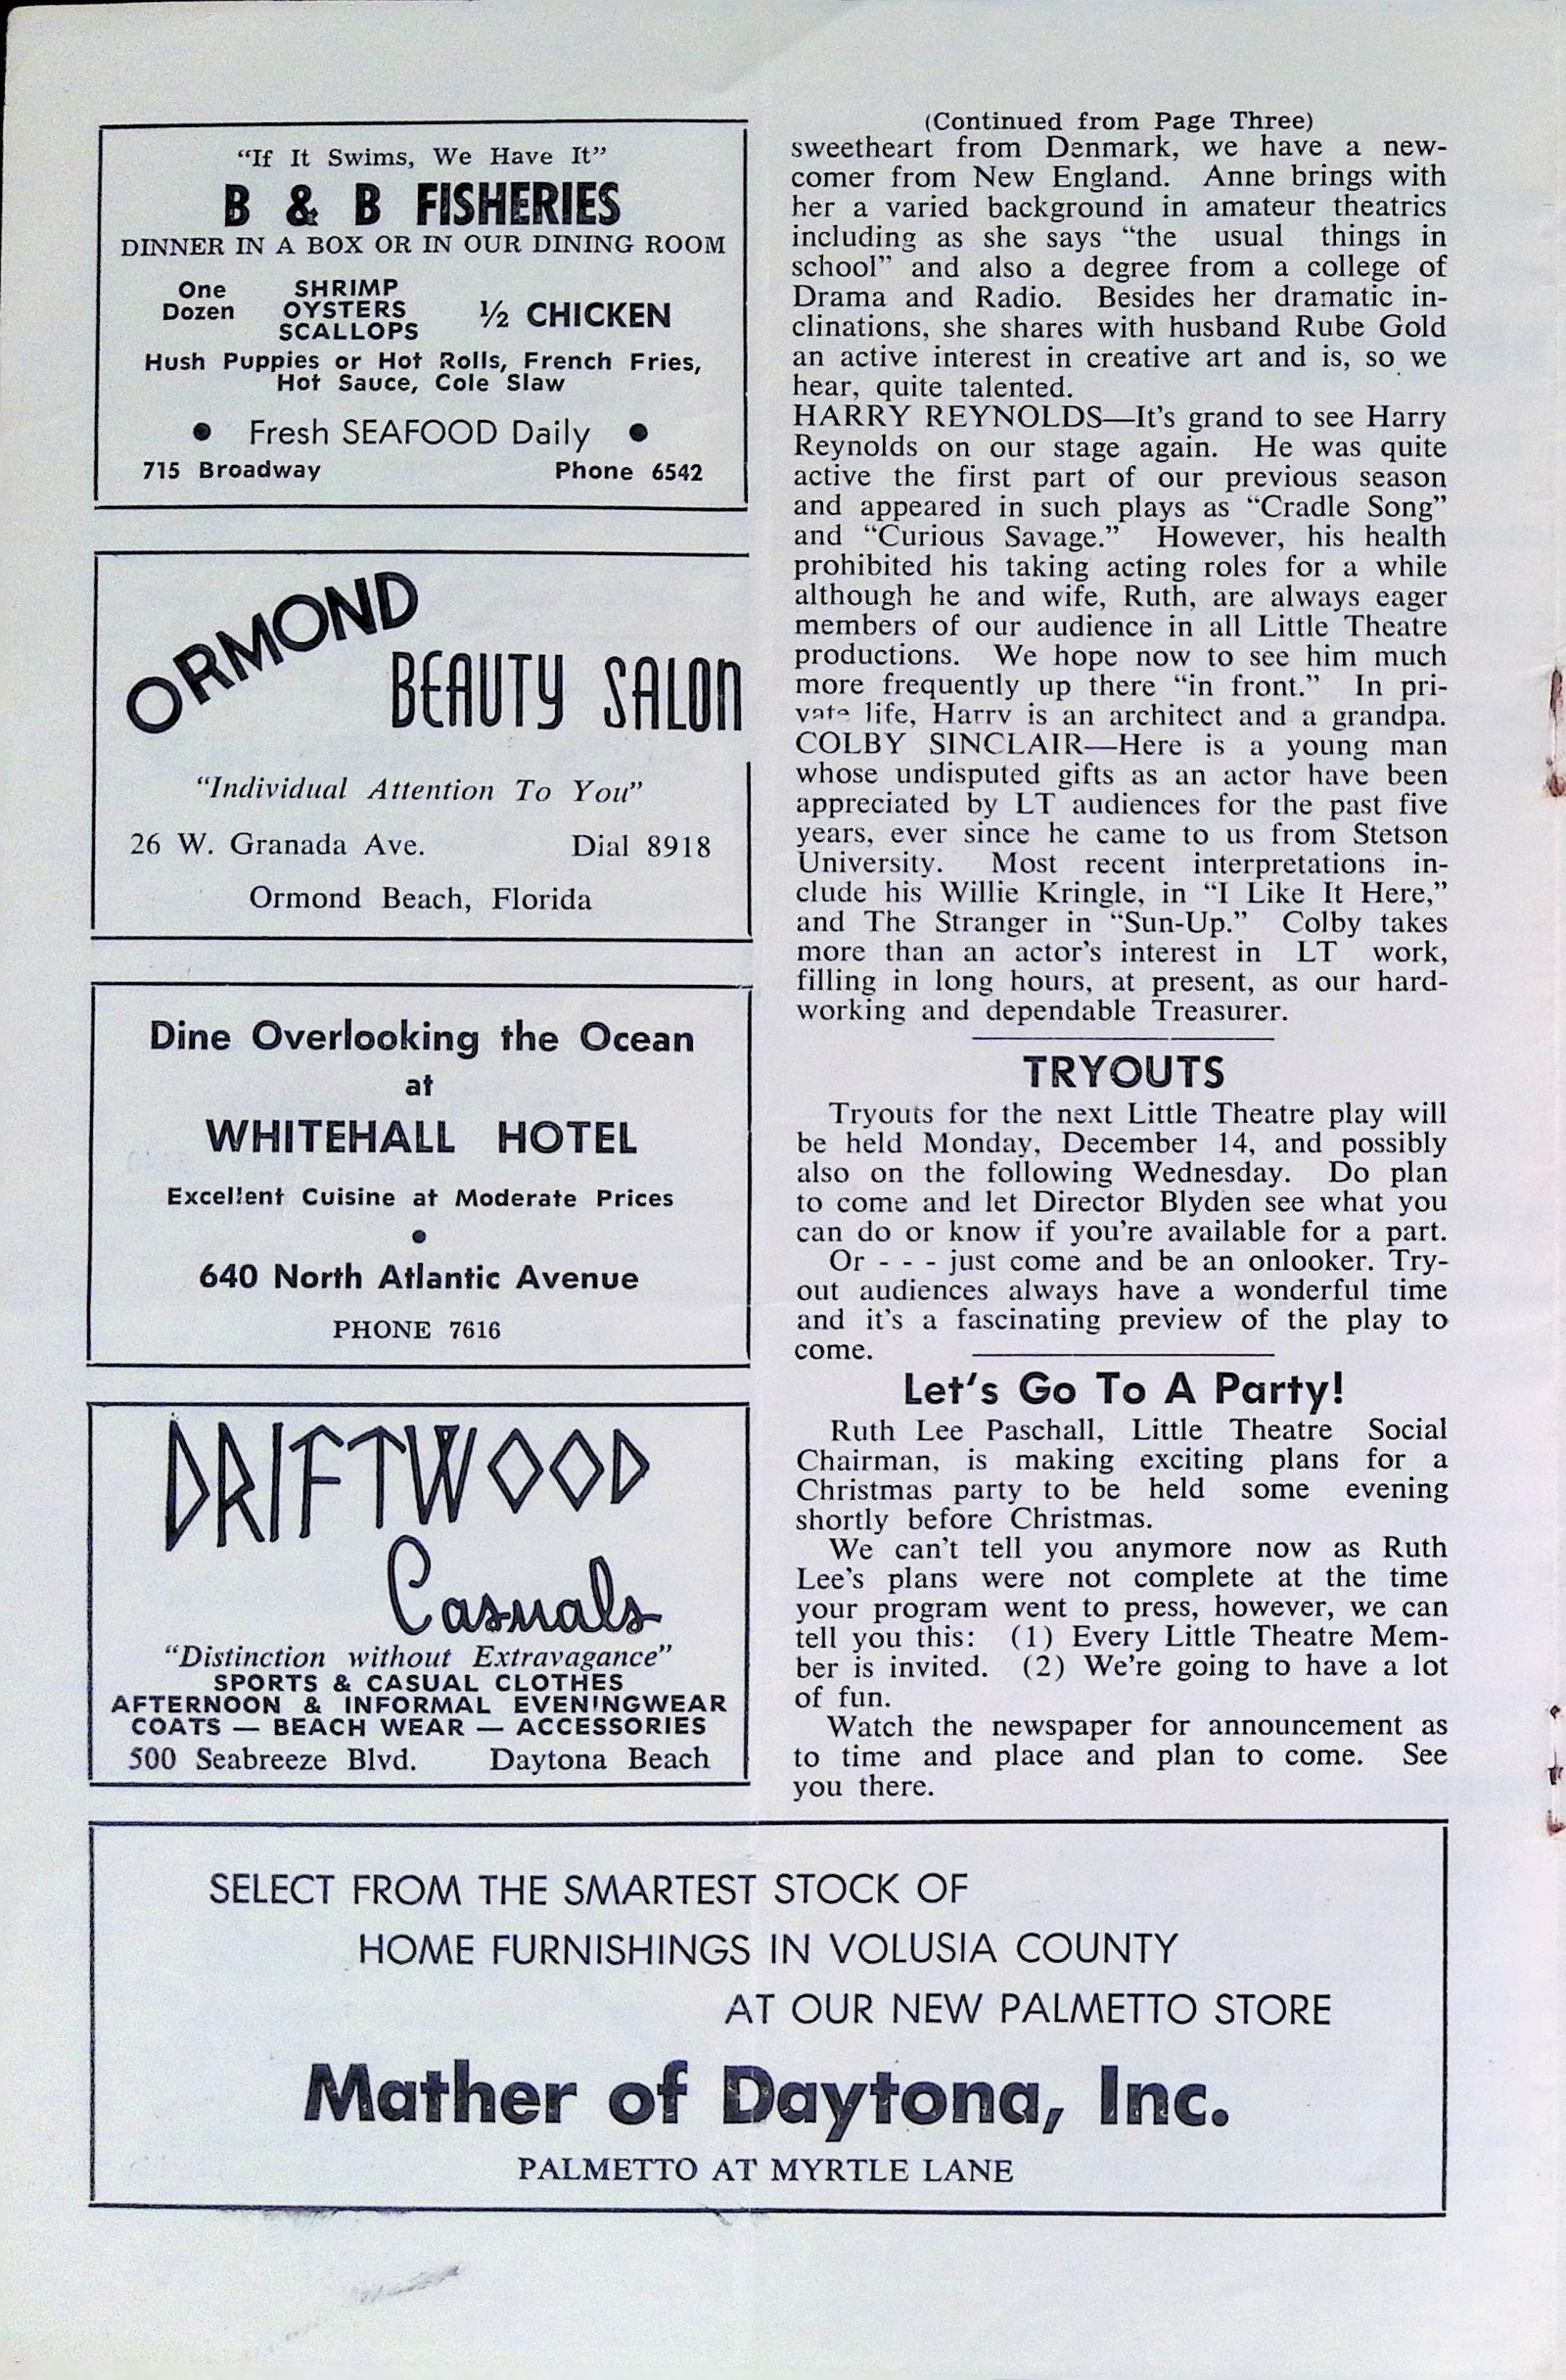 "If It Swims, We Have It"
B & B FISHERIES
DINNER IN A BOX OR IN OUR DINING ROOM
One Dozen
SHRIMP
OYSTERS
SCALLOPS
½ CHICKEN
Hush Puppies or Hot Rolls, French Fries,
Hot Sauce, Cole Slaw
● Fresh SEAFOOD Daily ●
715 Broadway Phone 6542
ORMOND
BEAUTY SALON
"Individual Attention To You"
26 W. Granada Ave. Dial 8918
Ormond Beach, Florida
Dine Overlooking the Ocean
at
WHITEHALL HOTEL
Excellent Cuisine at Moderate Prices
●
640 North Atlantic Avenue
PHONE 7616
DRIFTWOOD
Casuals
"Distinction without Extravagance"
SPORTS & CASUAL CLOTHES
AFTERNOON & INFORMAL EVENINGWEAR
COATS — BEACH WEAR — ACCESSORIES
500 Seabreeze Blvd. Daytona Beach
(Continued from Page Three)
sweetheart from Denmark, we have a new-
comer from New England. Anne brings with
her a varied background in amateur theatrics
including as she says "the usual things in
school" and also a degree from a college of
Drama and Radio. Besides her dramatic in-
clinations, she shares with husband Rube Gold
an active interest in creative art and is, so we
hear, quite talented.
HARRY REYNOLDS—It's grand to see Harry
Reynolds on our stage again. He was quite
active the first part of our previous season
and appeared in such plays as "Cradle Song"
and "Curious Savage." However, his health
prohibited his taking acting roles for a while
although he and wife, Ruth, are always eager
members of our audience in all Little Theatre
productions. We hope now to see him much
more frequently up there "in front." In pri-
vate life, Harry is an architect and a grandpa.
COLBY SINCLAIR—Here is a young man
whose undisputed gifts as an actor have been
appreciated by LT audiences for the past five
years, ever since he came to us from Stetson
University. Most recent interpretations in-
clude his Willie Kringle, in "I Like It Here,"
and The Stranger in "Sun-Up." Colby takes
more than an actor's interest in LT work,
filling in long hours, at present, as our hard-
working and dependable Treasurer.
TRYOUTS
Tryouts for the next Little Theatre play will
be held Monday, December 14, and possibly
also on the following Wednesday. Do plan
to come and let Director Blyden see what you
can do or know if you're available for a part.
Or - - - just come and be an onlooker. Try-
out audiences always have a wonderful time
and it's a fascinating preview of the play to
come.
Let's Go To A Party!
Ruth Lee Paschall, Little Theatre Social
Chairman, is making exciting plans for a
Christmas party to be held some evening
shortly before Christmas.
We can't tell you anymore now as Ruth
Lee's plans were not complete at the time
your program went to press, however, we can
tell you this: (1) Every Little Theatre Mem-
ber is invited. (2) We're going to have a lot
of fun.
Watch the newspaper for announcement as
to time and place and plan to come. See
you there.
SELECT FROM THE SMARTEST STOCK OF
HOME FURNISHINGS IN VOLUSIA COUNTY
AT OUR NEW PALMETTO STORE
Mather of Daytona, Inc.
PALMETTO AT MYRTLE LANE